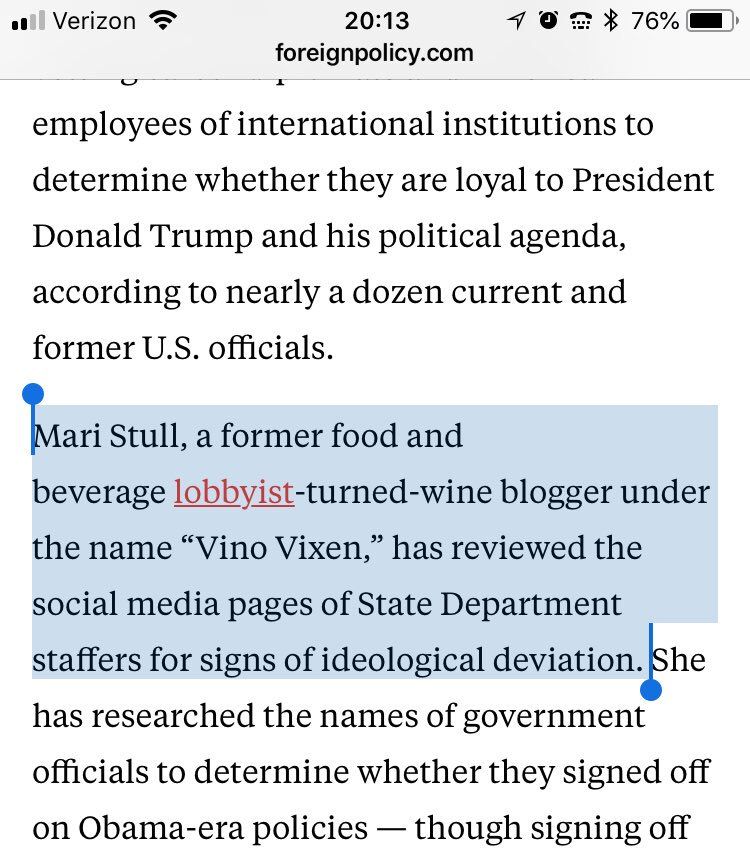 Verizon 20:13 76%
foreignpolicy.com
employees of international institutions to
determine whether they are loyal to President
Donald Trump and his political agenda,
according to nearly a dozen current and
former U.S. officials.
Mari Stull, a former food and
beverage lobbyist-turned-wine blogger under
the name “Vino Vixen,” has reviewed the
social media pages of State Department
staffers for signs of ideological deviation. She
has researched the names of government
officials to determine whether they signed off
on Obama-era policies — though signing off